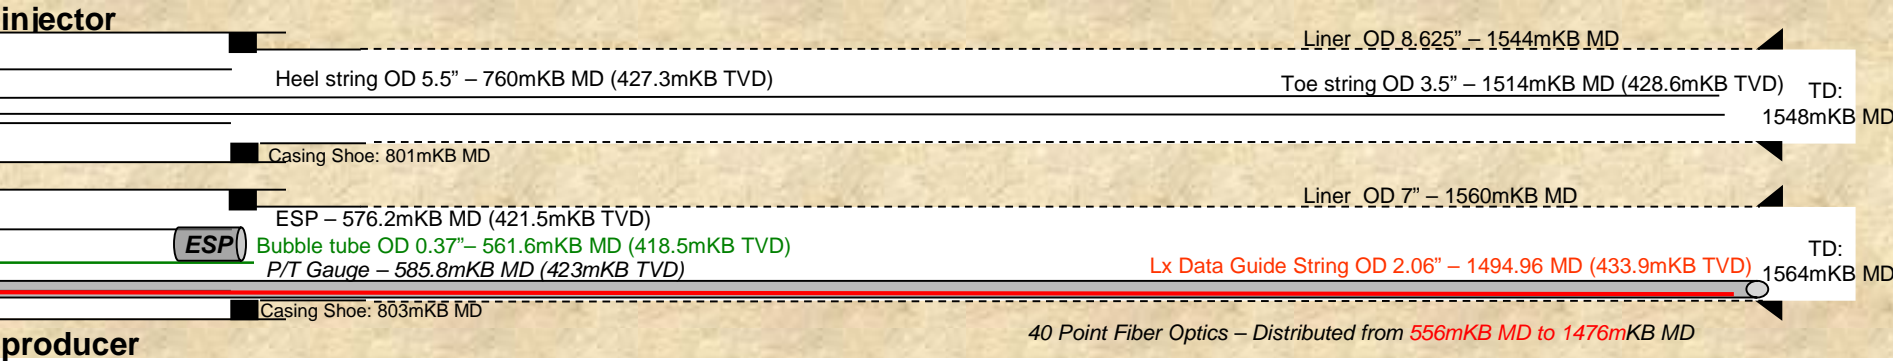 injector
Liner  OD 8.625” – 1544mKB MD
Heel string OD 5.5” – 760mKB MD (427.3mKB TVD)
Toe string OD 3.5” – 1514mKB MD (428.6mKB TVD)
TD:
1548mKB MD
Casing Shoe: 801mKB MD
Liner  OD 7” – 1560mKB MD
ESP – 576.2mKB MD (421.5mKB TVD)
ESP
Bubble tube OD 0.37”– 561.6mKB MD (418.5mKB TVD)
P/T Gauge – 585.8mKB MD (423mKB TVD)
Lx Data Guide String OD 2.06” – 1494.96 MD (433.9mKB TVD)
TD:
1564mKB MD
Casing Shoe: 803mKB MD
40 Point Fiber Optics – Distributed from 556mKB MD to 1476mKB MD
producer